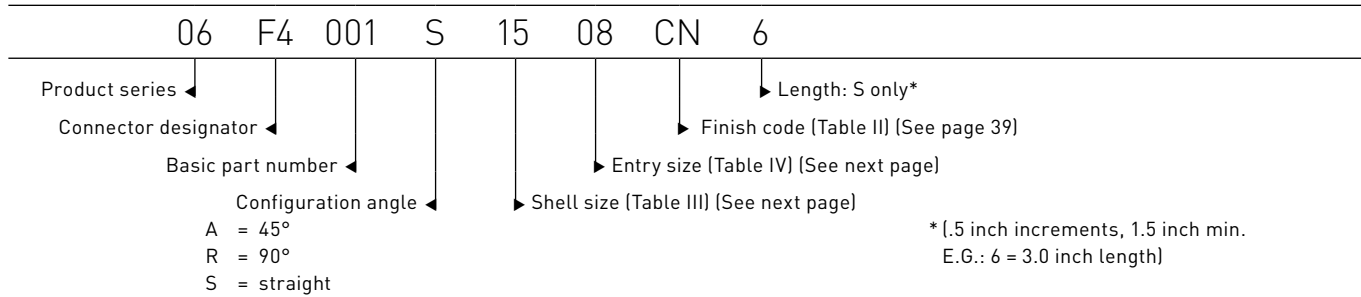 06 F4 001 S 15 08 CN 6
Product series
Length: S only*
Connector designator
Finish code (Table II) (See page 39)
Basic part number
Entry size (Table IV) (See next page)
Configuration angle
Shell size (Table III) (See next page)
A = 45°
R = 90°
S = straight
* (.5 inch increments, 1.5 inch min.
E.G.: 6 = 3.0 inch length)